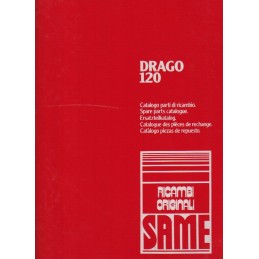 DRAGO
120
Catalogo parti di ricambio.
Spare parts catalogue.
Ersatzteilkatalog.
Catalogue des pièces de rechange.
Catálogo piezas de repuesto.
RICAMBI
ORIGINALI
SAME